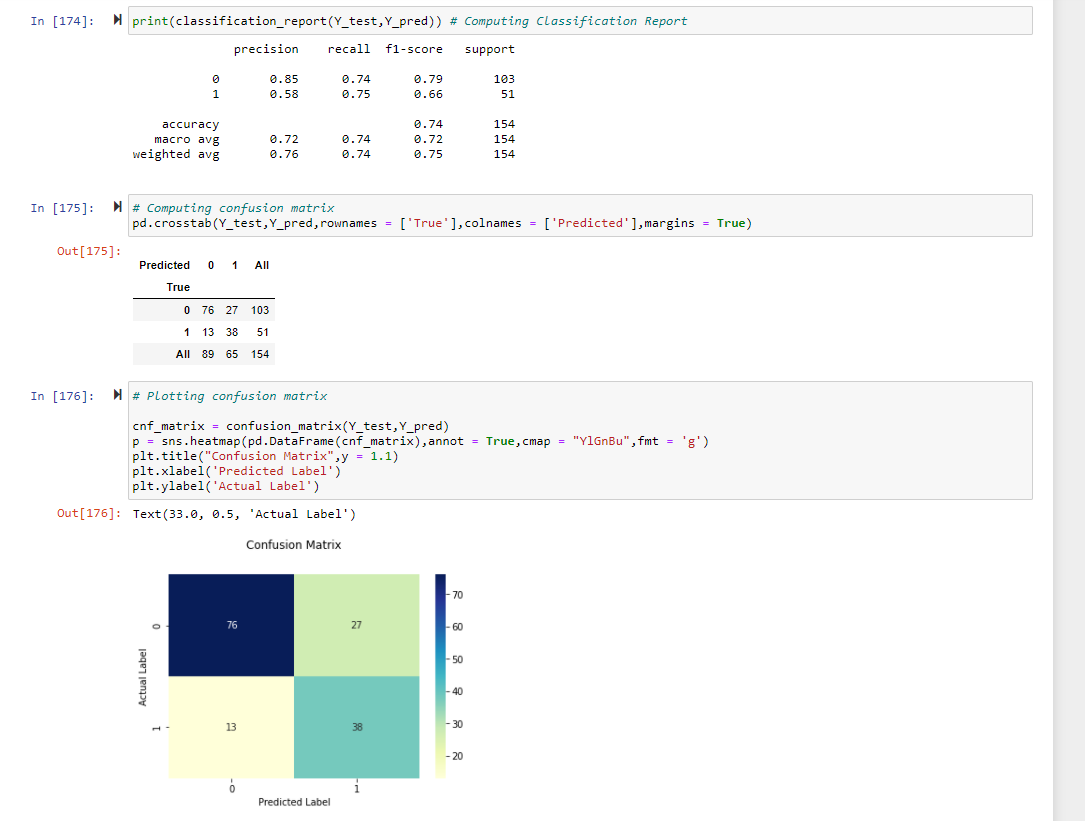 In [174]: print(classification_report(Y_test,Y_pred)) # Computing Classification Report
precision recall f1-score support
0 0.85 0.74 0.79 103
1 0.58 0.75 0.66 51
accuracy 0.74 154
macro avg 0.72 0.74 0.72 154
weighted avg 0.76 0.74 0.75 154
In [175]: # Computing confusion matrix
pd.crosstab(Y_test,Y_pred,rownames = ['True'],colnames = ['Predicted'],margins = True)
Out[175]:
Predicted 0 1 All
True
0 76 27 103
1 13 38 51
All 89 65 154
In [176]: # Plotting confusion matrix
cnf_matrix = confusion_matrix(Y_test,Y_pred)
p = sns.heatmap(pd.DataFrame(cnf_matrix),annot = True,cmap = "YlGnBu",fmt = 'g')
plt.title("Confusion Matrix",y = 1.1)
plt.xlabel('Predicted Label')
plt.ylabel('Actual Label')
Out[176]: Text(33.0, 0.5, 'Actual Label')
Confusion Matrix
Actual Label
0
1
76 27
13 38
0 1
Predicted Label
70
60
50
40
30
20